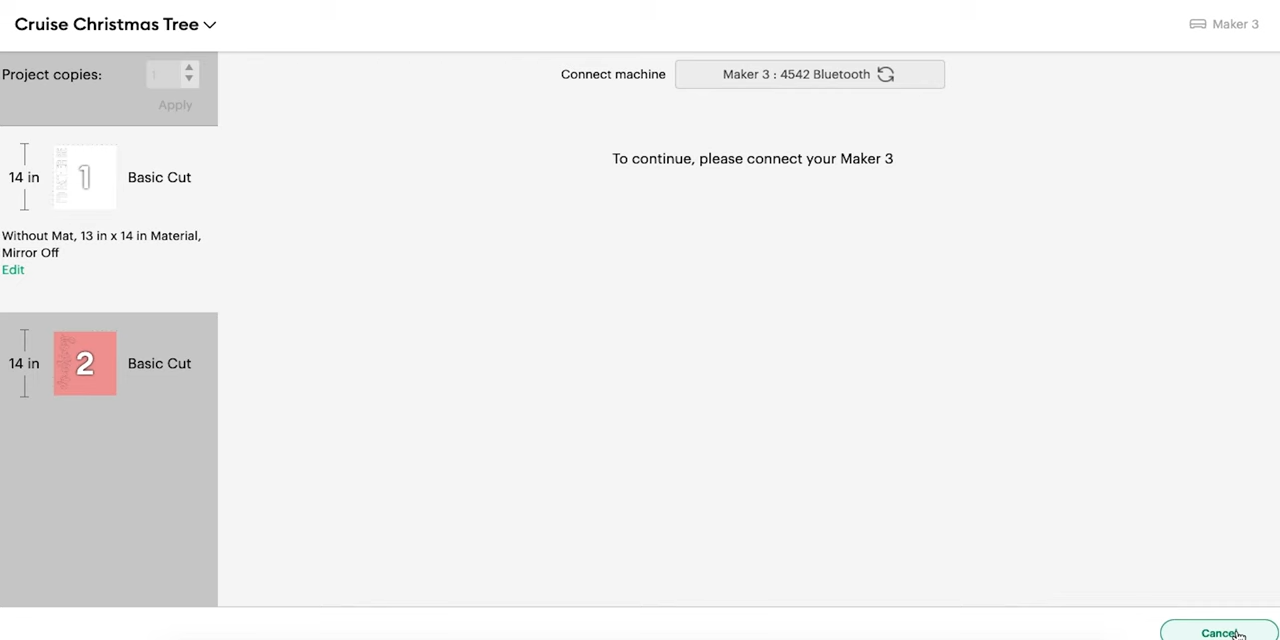 Cruise Christmas Tree
Maker 3
Project copies:
1
Apply
Connect machine
Maker 3 : 4542 Bluetooth
To continue, please connect your Maker 3
14 in
1
Basic Cut
Without Mat, 13 in x 14 in Material,
Mirror Off
Edit
14 in
2
Basic Cut
Cancel